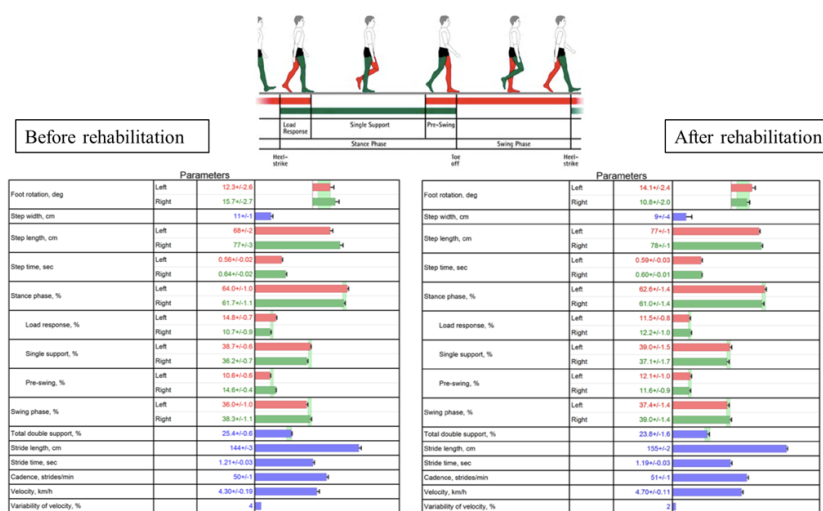 Load
Response
Single Support
Pre-Swing
Stance Phase
Swing Phase
Heel-
strike
Toe
off
Heel-
strike
Before rehabilitation
After rehabilitation
Parameters
Foot rotation, deg Left 12.3+/-2.6
Right 15.7+/-2.7
Step width, cm 11+/-1
Step length, cm Left 68+/-2
Right 77+/-3
Step time, sec Left 0.56+/-0.02
Right 0.64+/-0.02
Stance phase, % Left 64.0+/-1.0
Right 61.7+/-1.1
Load response, % Left 14.8+/-0.7
Right 10.7+/-0.9
Single support, % Left 38.7+/-0.6
Right 36.2+/-0.7
Pre-swing, % Left 10.6+/-0.6
Right 14.6+/-0.4
Swing phase, % Left 36.0+/-1.0
Right 38.3+/-1.1
Total double support, % 25.4+/-0.6
Stride length, cm 144+/-3
Stride time, sec 1.21+/-0.03
Cadence, strides/min 50+/-1
Velocity, km/h 4.30+/-0.19
Variability of velocity, % 4
Parameters
Foot rotation, deg Left 14.1+/-2.4
Right 10.8+/-2.0
Step width, cm 9+/-4
Step length, cm Left 77+/-1
Right 78+/-1
Step time, sec Left 0.59+/-0.03
Right 0.60+/-0.01
Stance phase, % Left 62.6+/-1.4
Right 61.0+/-1.4
Load response, % Left 11.5+/-0.8
Right 12.2+/-1.0
Single support, % Left 39.0+/-1.5
Right 37.1+/-1.7
Pre-swing, % Left 12.1+/-1.0
Right 11.6+/-0.9
Swing phase, % Left 37.4+/-1.4
Right 39.0+/-1.4
Total double support, % 23.8+/-1.6
Stride length, cm 155+/-2
Stride time, sec 1.19+/-0.03
Cadence, strides/min 51+/-1
Velocity, km/h 4.70+/-0.11
Variability of velocity, % 2